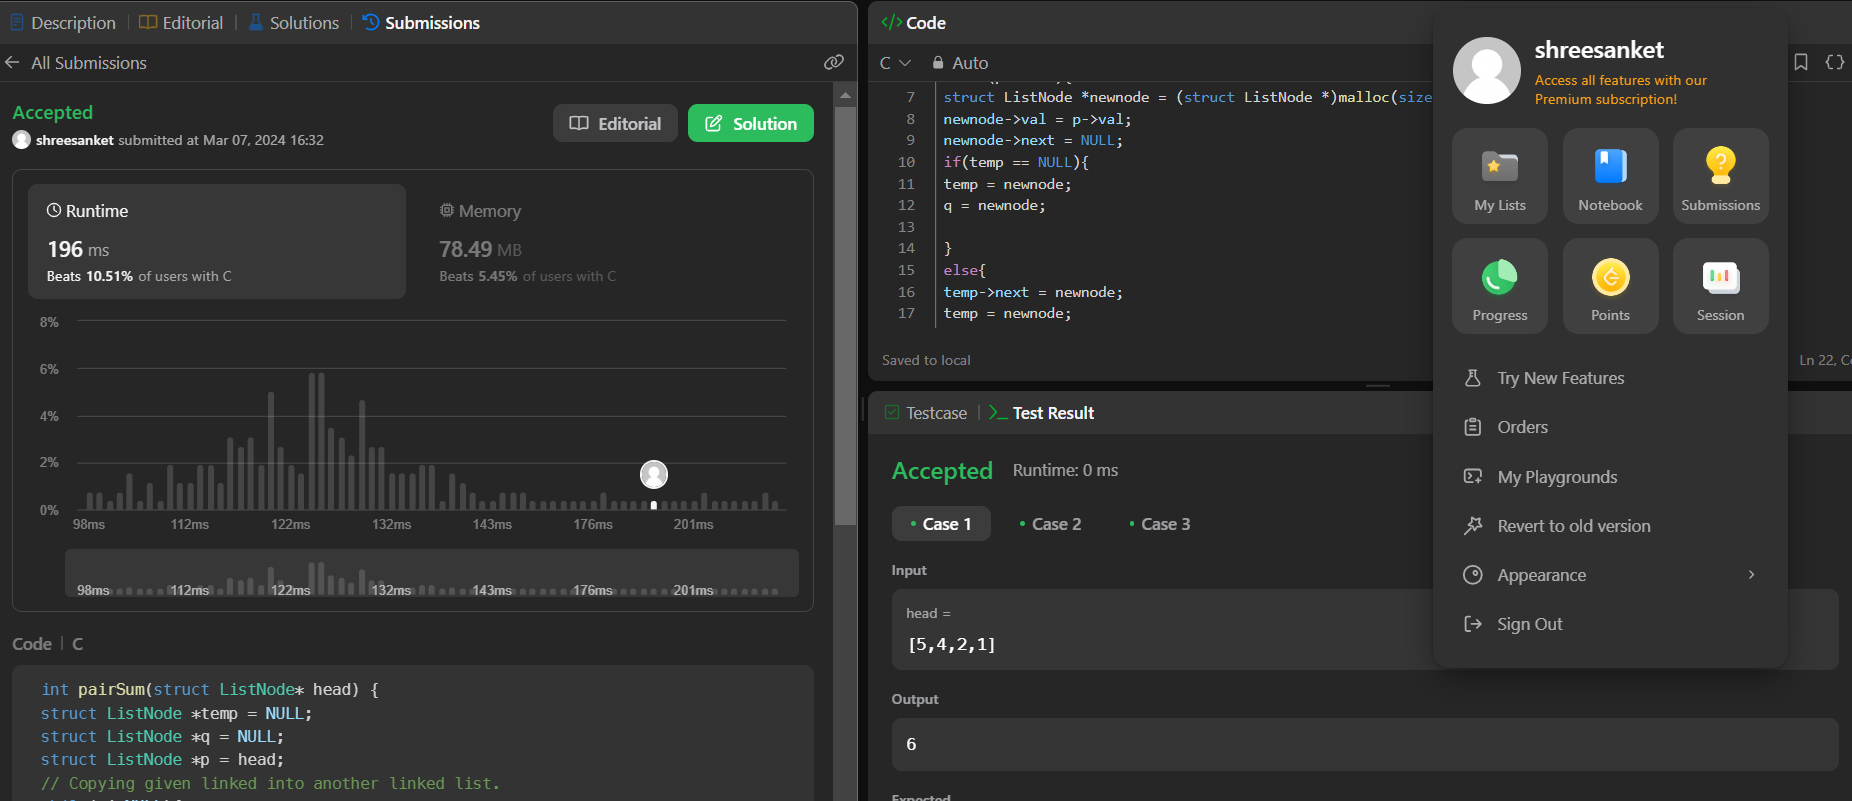 Description | Editorial | Solutions | Submissions
All Submissions
Accepted
shreesanket submitted at Mar 07, 2024 16:32
Editorial
Solution
Runtime
196 ms
Beats 10.51% of users with C
Memory
78.49 MB
Beats 5.45% of users with C
8%
6%
4%
2%
0%
98ms 112ms 122ms 132ms 143ms 176ms 201ms
98ms 112ms 122ms 132ms 143ms 176ms 201ms
Code | C
int pairSum(struct ListNode* head) {
struct ListNode *temp = NULL;
struct ListNode *q = NULL;
struct ListNode *p = head;
// Copying given linked into another linked list.
</> Code
C Auto
7 struct ListNode *newnode = (struct ListNode *)malloc(size
8 newnode->val = p->val;
9 newnode->next = NULL;
10 if(temp == NULL){
11 temp = newnode;
12 q = newnode;
13
14 }
15 else{
16 temp->next = newnode;
17 temp = newnode;
Saved to local
Ln 22, C
Testcase | >_ Test Result
Accepted Runtime: 0 ms
• Case 1 • Case 2 • Case 3
Input
head =
[5,4,2,1]
Output
6
Expected
shreesanket
Access all features with our
Premium subscription!
My Lists Notebook Submissions
Progress Points Session
Try New Features
Orders
My Playgrounds
Revert to old version
Appearance
Sign Out